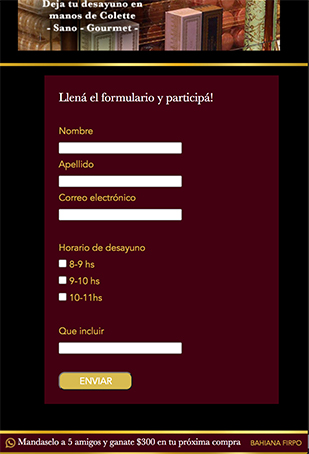 Deja tu desayuno en
manos de Colette
- Sano - Gourmet -
Llená el formulario y participá!
Nombre
Apellido
Correo electrónico
Horario de desayuno
8-9 hs
9-10 hs
10-11hs
Que incluir
ENVIAR
Mandaselo a 5 amigos y ganate $300 en tu próxima compra
BAHIANA FIRPO